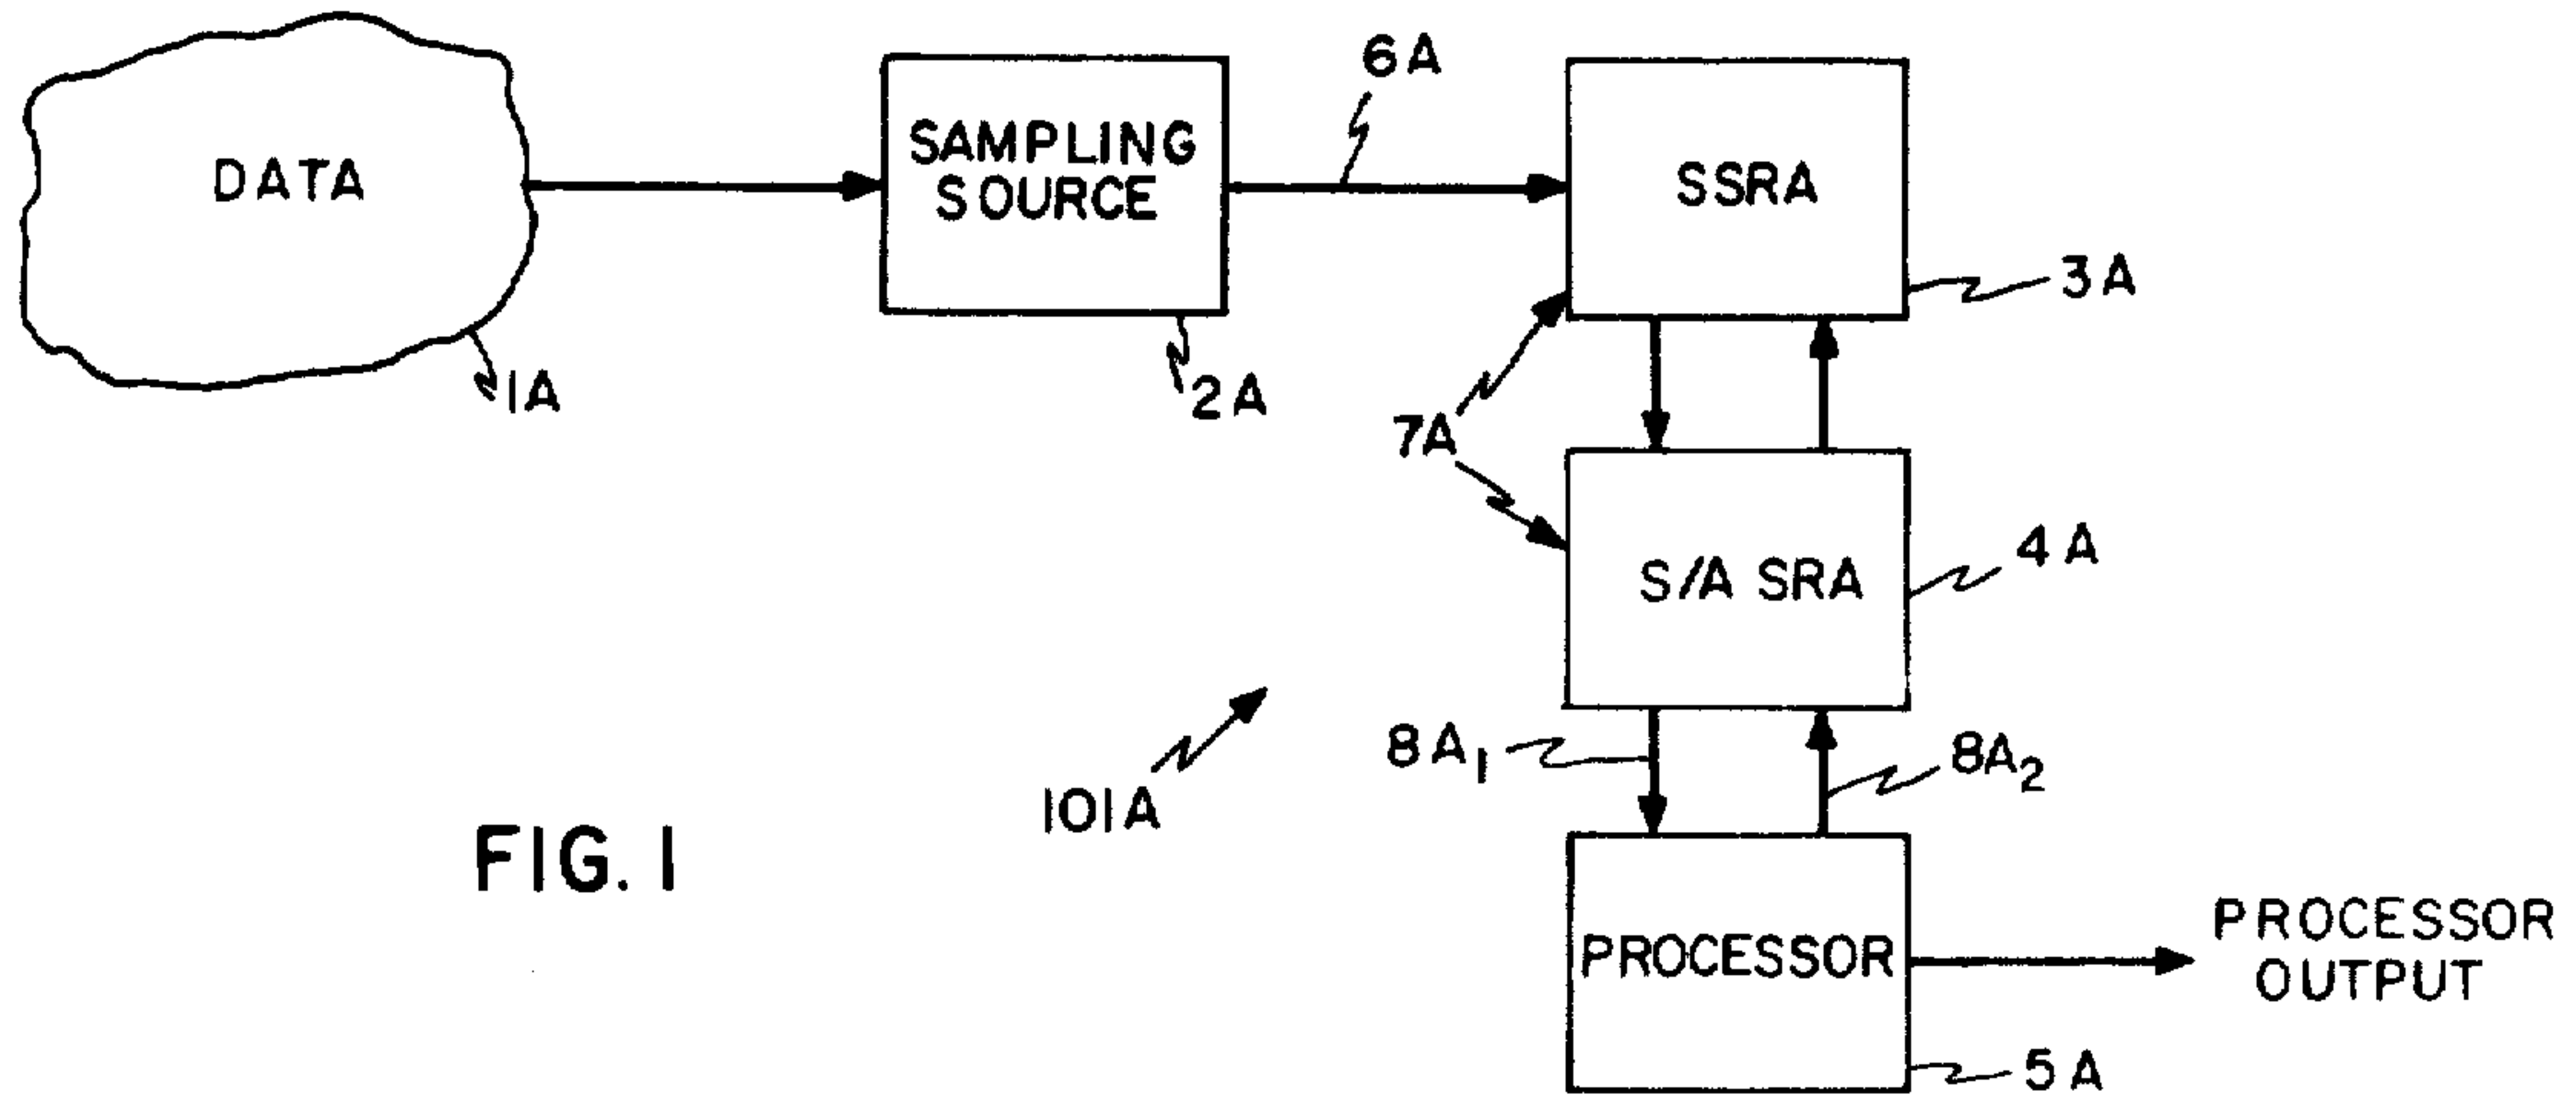 DATA
1A
SAMPLING
SOURCE
2A
6A
SSRA
3A
7A
S/A SRA
4A
8A₁
8A₂
101A
PROCESSOR
5A
PROCESSOR
OUTPUT
FIG. 1